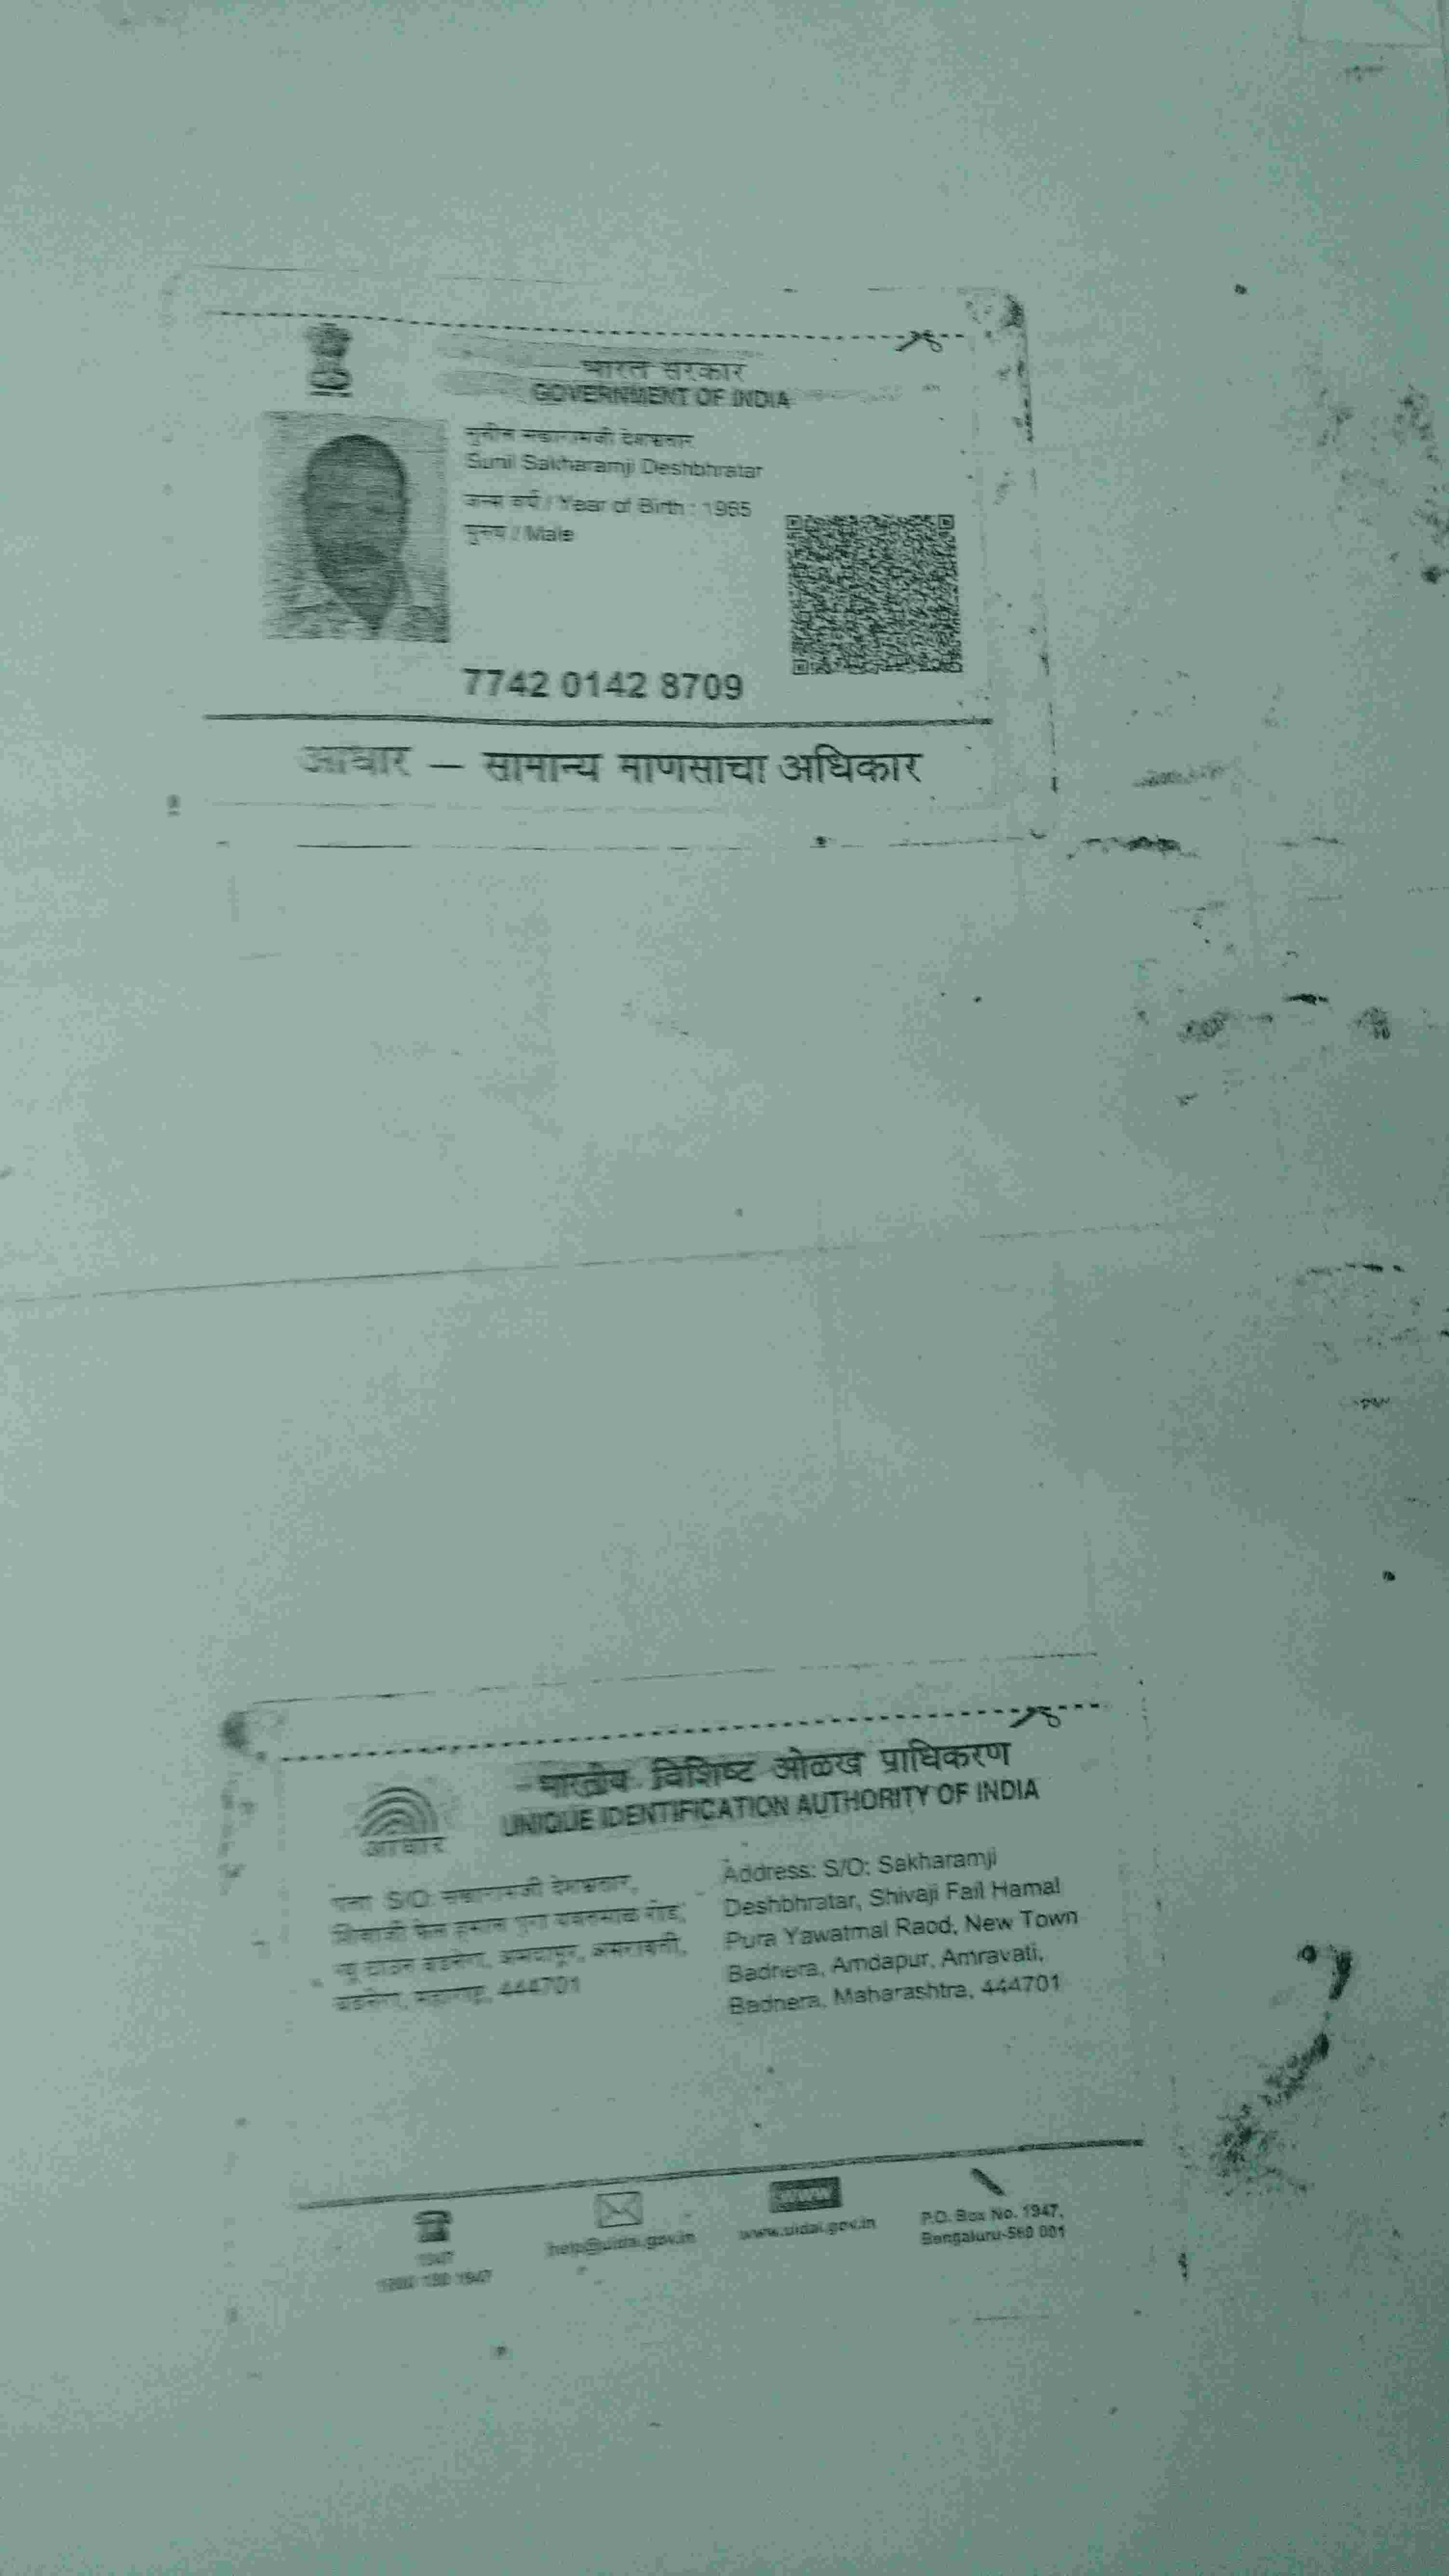 भारत सरकार
GOVERNMENT OF INDIA
सुनील सखारामजी देशभ्रतार
Sunil Sakharamji Deshbhratar
जन्म वर्ष / Year of Birth : 1965
पुरुष / Male
7742 0142 8709
आधार – सामान्य माणसाचा अधिकार
भारतीय विशिष्ट ओळख प्राधिकरण
UNIQUE IDENTIFICATION AUTHORITY OF INDIA
आधार
पत्ता S/O: सखारामजी देशभ्रतार,
शिवाजी फैल हमाल पुरा यवतमाळ रोड,
न्यू टाउन बडनेरा, अमदापूर, अमरावती,
बडनेरा, महाराष्ट्र, 444701
Address: S/O: Sakharamji
Deshbhratar, Shivaji Fail Hamal
Pura Yawatmal Raod, New Town
Badnera, Amdapur, Amravati,
Badnera, Maharashtra, 444701
1947
1800 180 1947
help@uidai.gov.in
www
www.uidai.gov.in
P.O. Box No. 1947,
Bengaluru-560 001